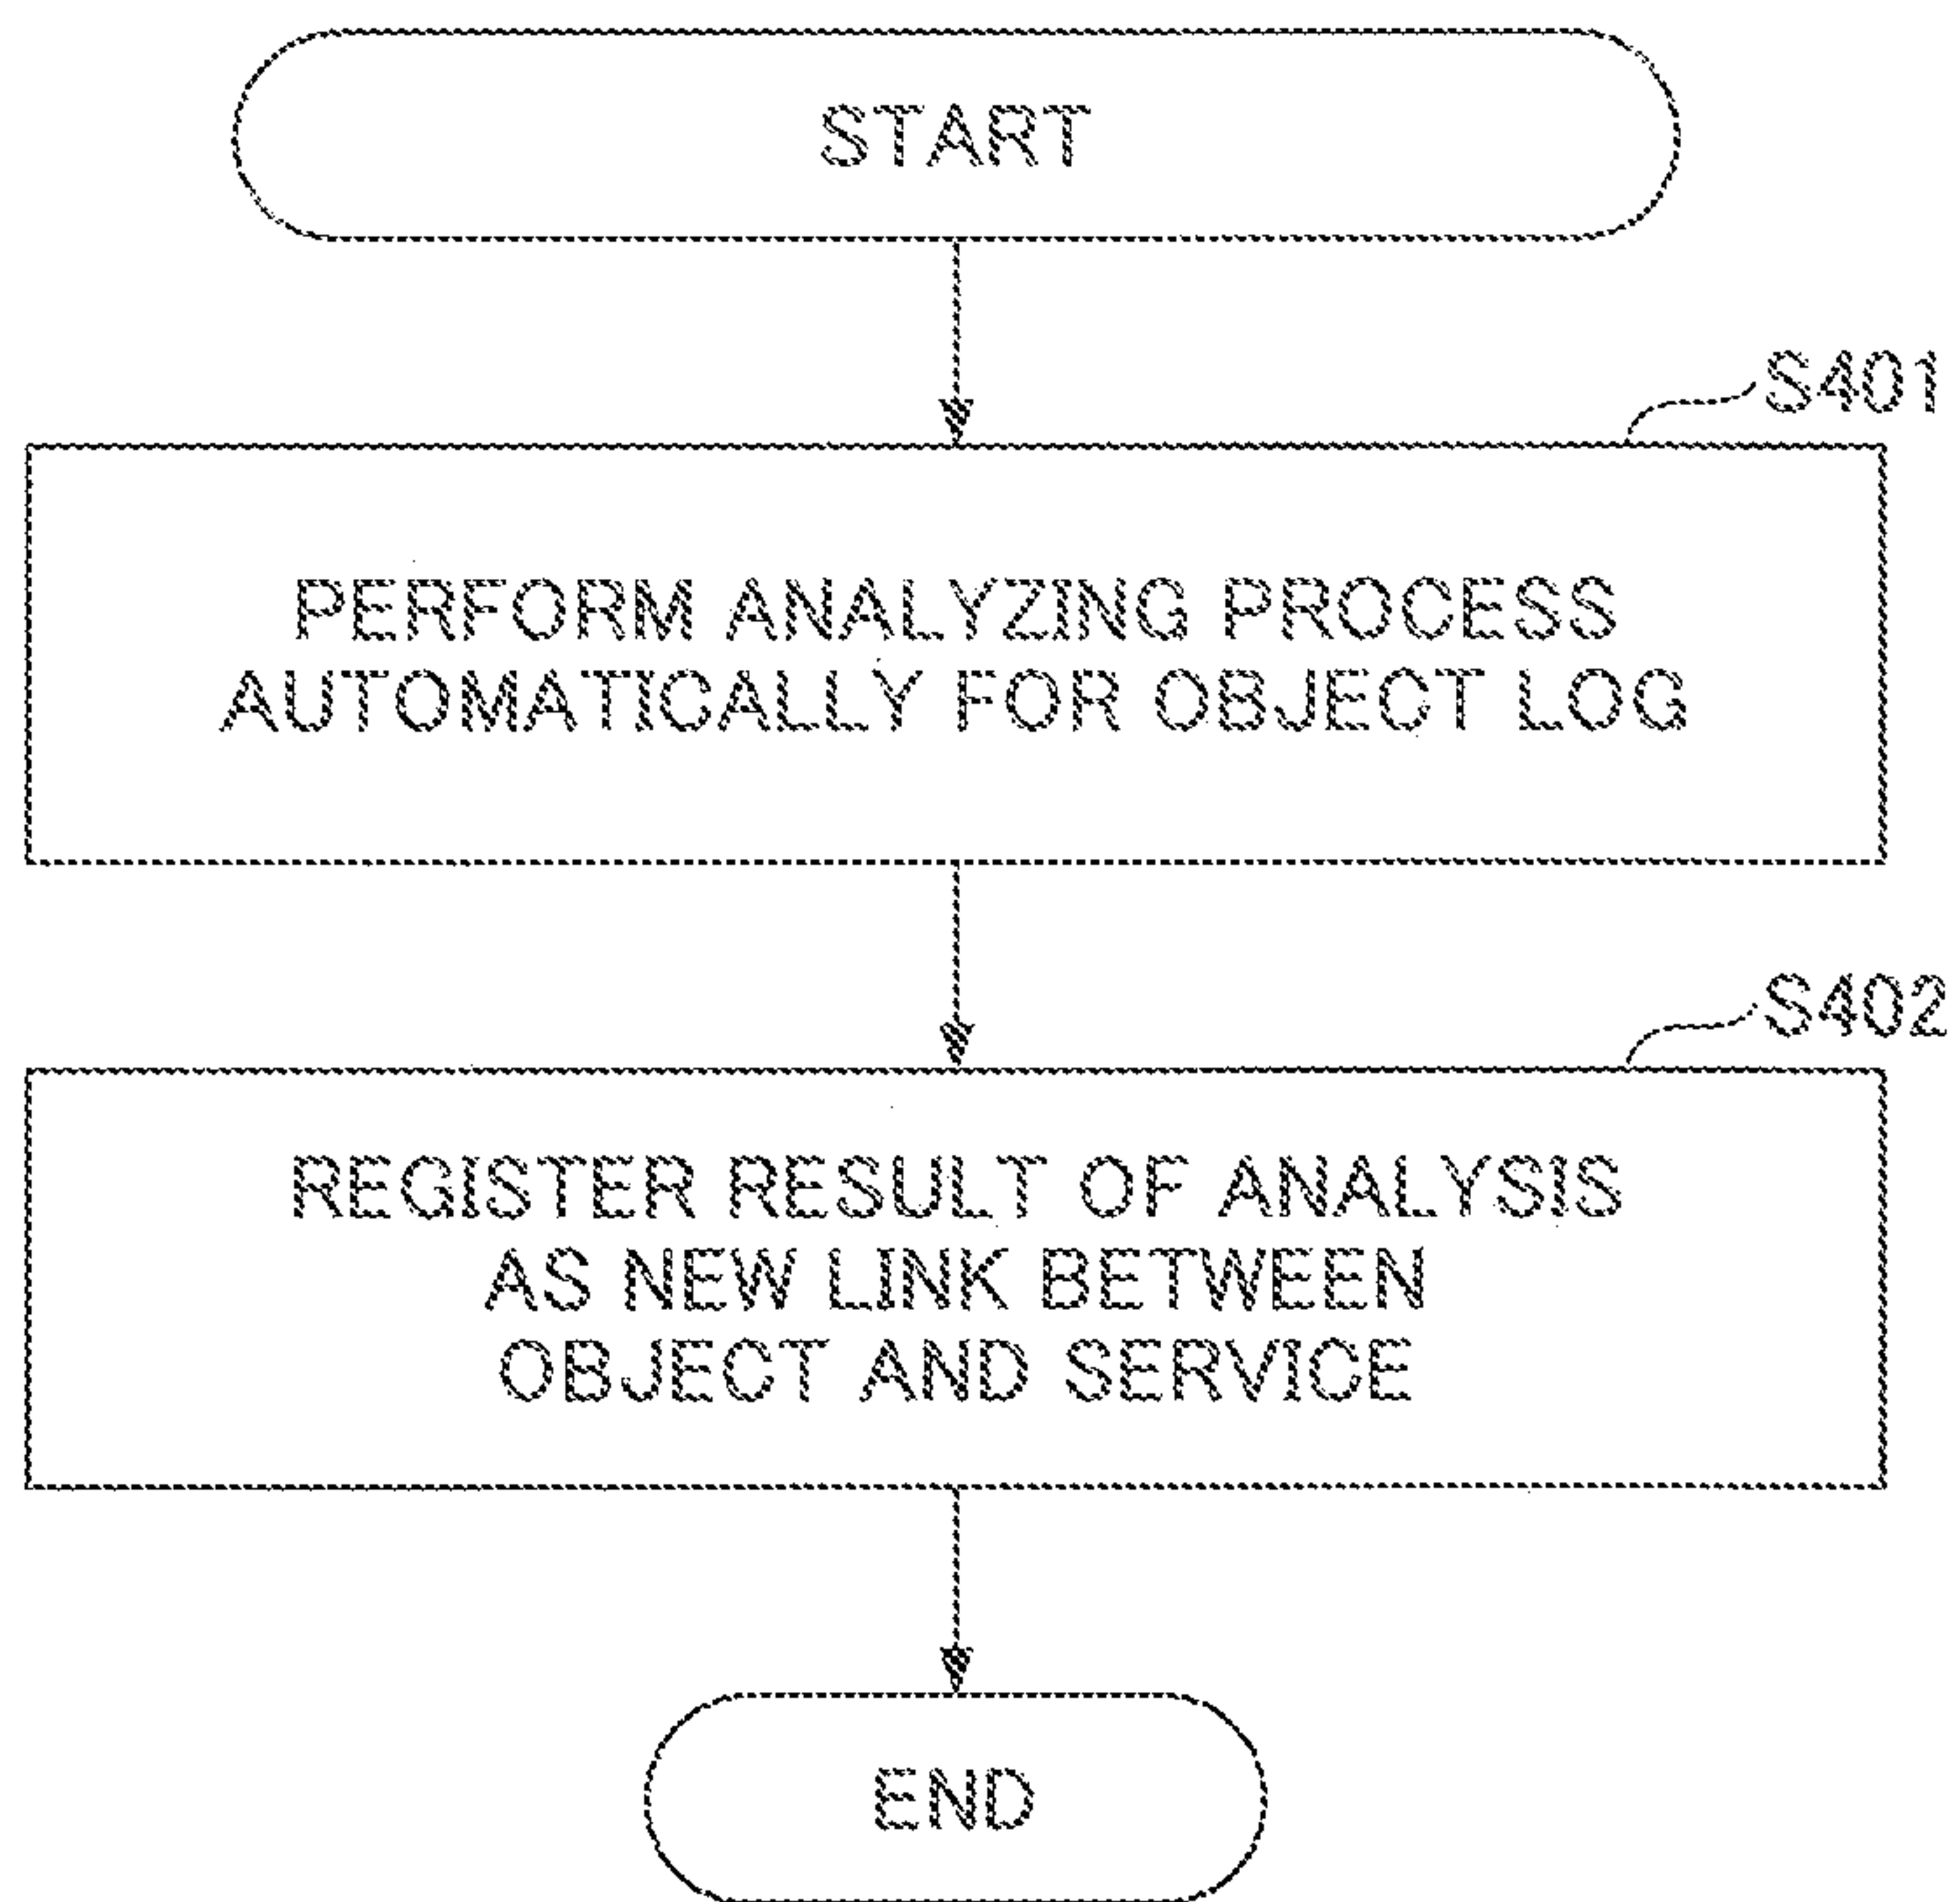 START
S401
PERFORM ANALYZING PROCESS
AUTOMATICALLY FOR OBJECT LOG
S402
REGISTER RESULT OF ANALYSIS
AS NEW LINK BETWEEN
OBJECT AND SERVICE
END